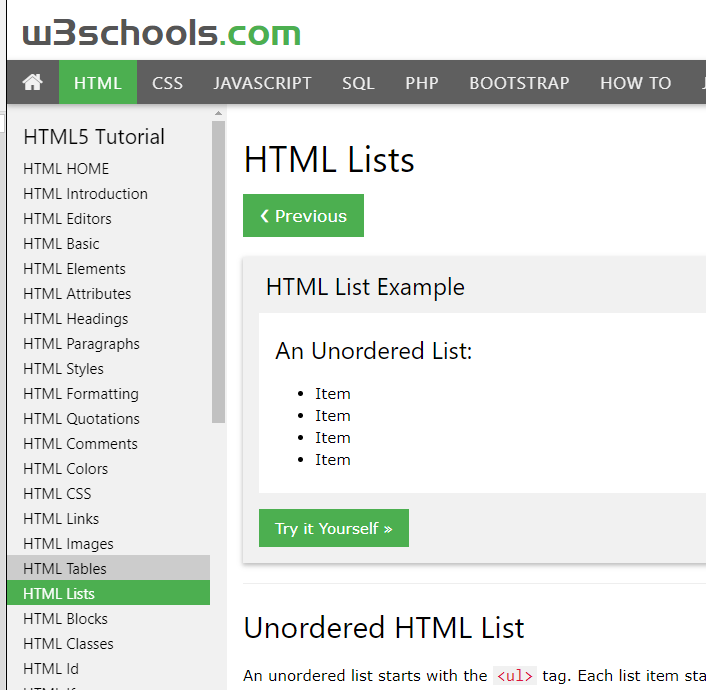 w3schools.com
HTML CSS JAVASCRIPT SQL PHP BOOTSTRAP HOW TO
HTML5 Tutorial
HTML HOME
HTML Introduction
HTML Editors
HTML Basic
HTML Elements
HTML Attributes
HTML Headings
HTML Paragraphs
HTML Styles
HTML Formatting
HTML Quotations
HTML Comments
HTML Colors
HTML CSS
HTML Links
HTML Images
HTML Tables
HTML Lists
HTML Blocks
HTML Classes
HTML Id
HTML Lists
❮ Previous
HTML List Example
An Unordered List:
• Item
• Item
• Item
• Item
Try it Yourself »
Unordered HTML List
An unordered list starts with the <ul> tag. Each list item sta